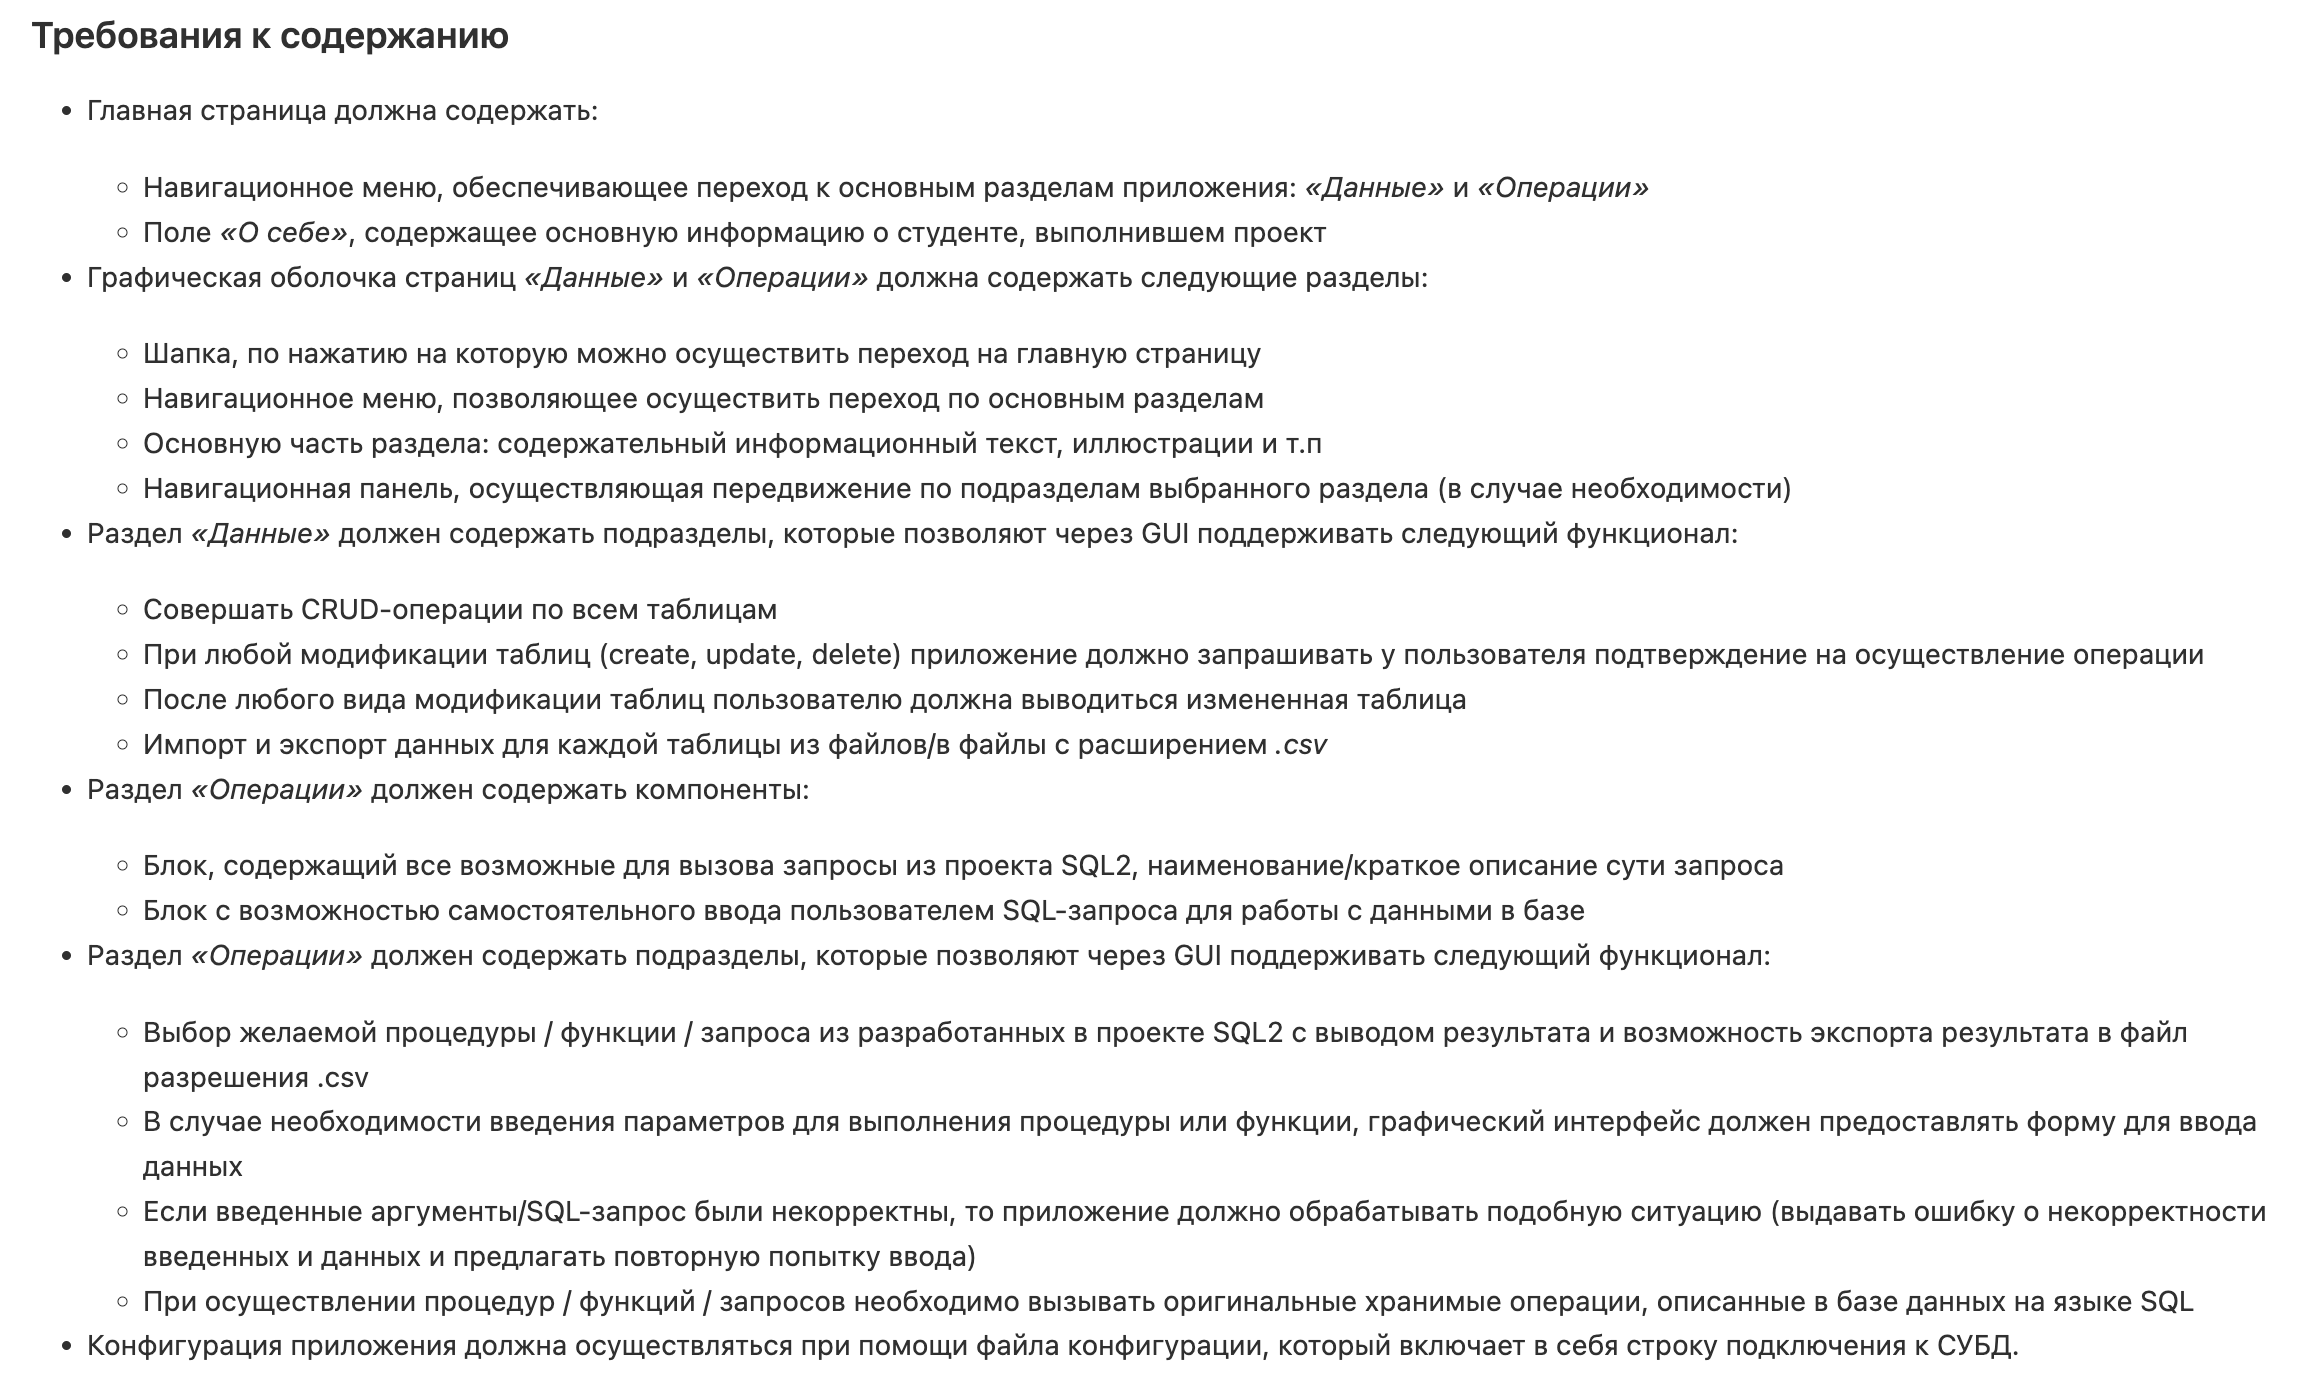 Требования к содержанию
• Главная страница должна содержать:
◦ Навигационное меню, обеспечивающее переход к основным разделам приложения: «Данные» и «Операции»
◦ Поле «О себе», содержащее основную информацию о студенте, выполнившем проект
• Графическая оболочка страниц «Данные» и «Операции» должна содержать следующие разделы:
◦ Шапка, по нажатию на которую можно осуществить переход на главную страницу
◦ Навигационное меню, позволяющее осуществить переход по основным разделам
◦ Основную часть раздела: содержательный информационный текст, иллюстрации и т.п
◦ Навигационная панель, осуществляющая передвижение по подразделам выбранного раздела (в случае необходимости)
• Раздел «Данные» должен содержать подразделы, которые позволяют через GUI поддерживать следующий функционал:
◦ Совершать CRUD-операции по всем таблицам
◦ При любой модификации таблиц (create, update, delete) приложение должно запрашивать у пользователя подтверждение на осуществление операции
◦ После любого вида модификации таблиц пользователю должна выводиться измененная таблица
◦ Импорт и экспорт данных для каждой таблицы из файлов/в файлы с расширением .csv
• Раздел «Операции» должен содержать компоненты:
◦ Блок, содержащий все возможные для вызова запросы из проекта SQL2, наименование/краткое описание сути запроса
◦ Блок с возможностью самостоятельного ввода пользователем SQL-запроса для работы с данными в базе
• Раздел «Операции» должен содержать подразделы, которые позволяют через GUI поддерживать следующий функционал:
◦ Выбор желаемой процедуры / функции / запроса из разработанных в проекте SQL2 с выводом результата и возможность экспорта результата в файл
разрешения .csv
◦ В случае необходимости введения параметров для выполнения процедуры или функции, графический интерфейс должен предоставлять форму для ввода
данных
◦ Если введенные аргументы/SQL-запрос были некорректны, то приложение должно обрабатывать подобную ситуацию (выдавать ошибку о некорректности
введенных и данных и предлагать повторную попытку ввода)
◦ При осуществлении процедур / функций / запросов необходимо вызывать оригинальные хранимые операции, описанные в базе данных на языке SQL
• Конфигурация приложения должна осуществляться при помощи файла конфигурации, который включает в себя строку подключения к СУБД.